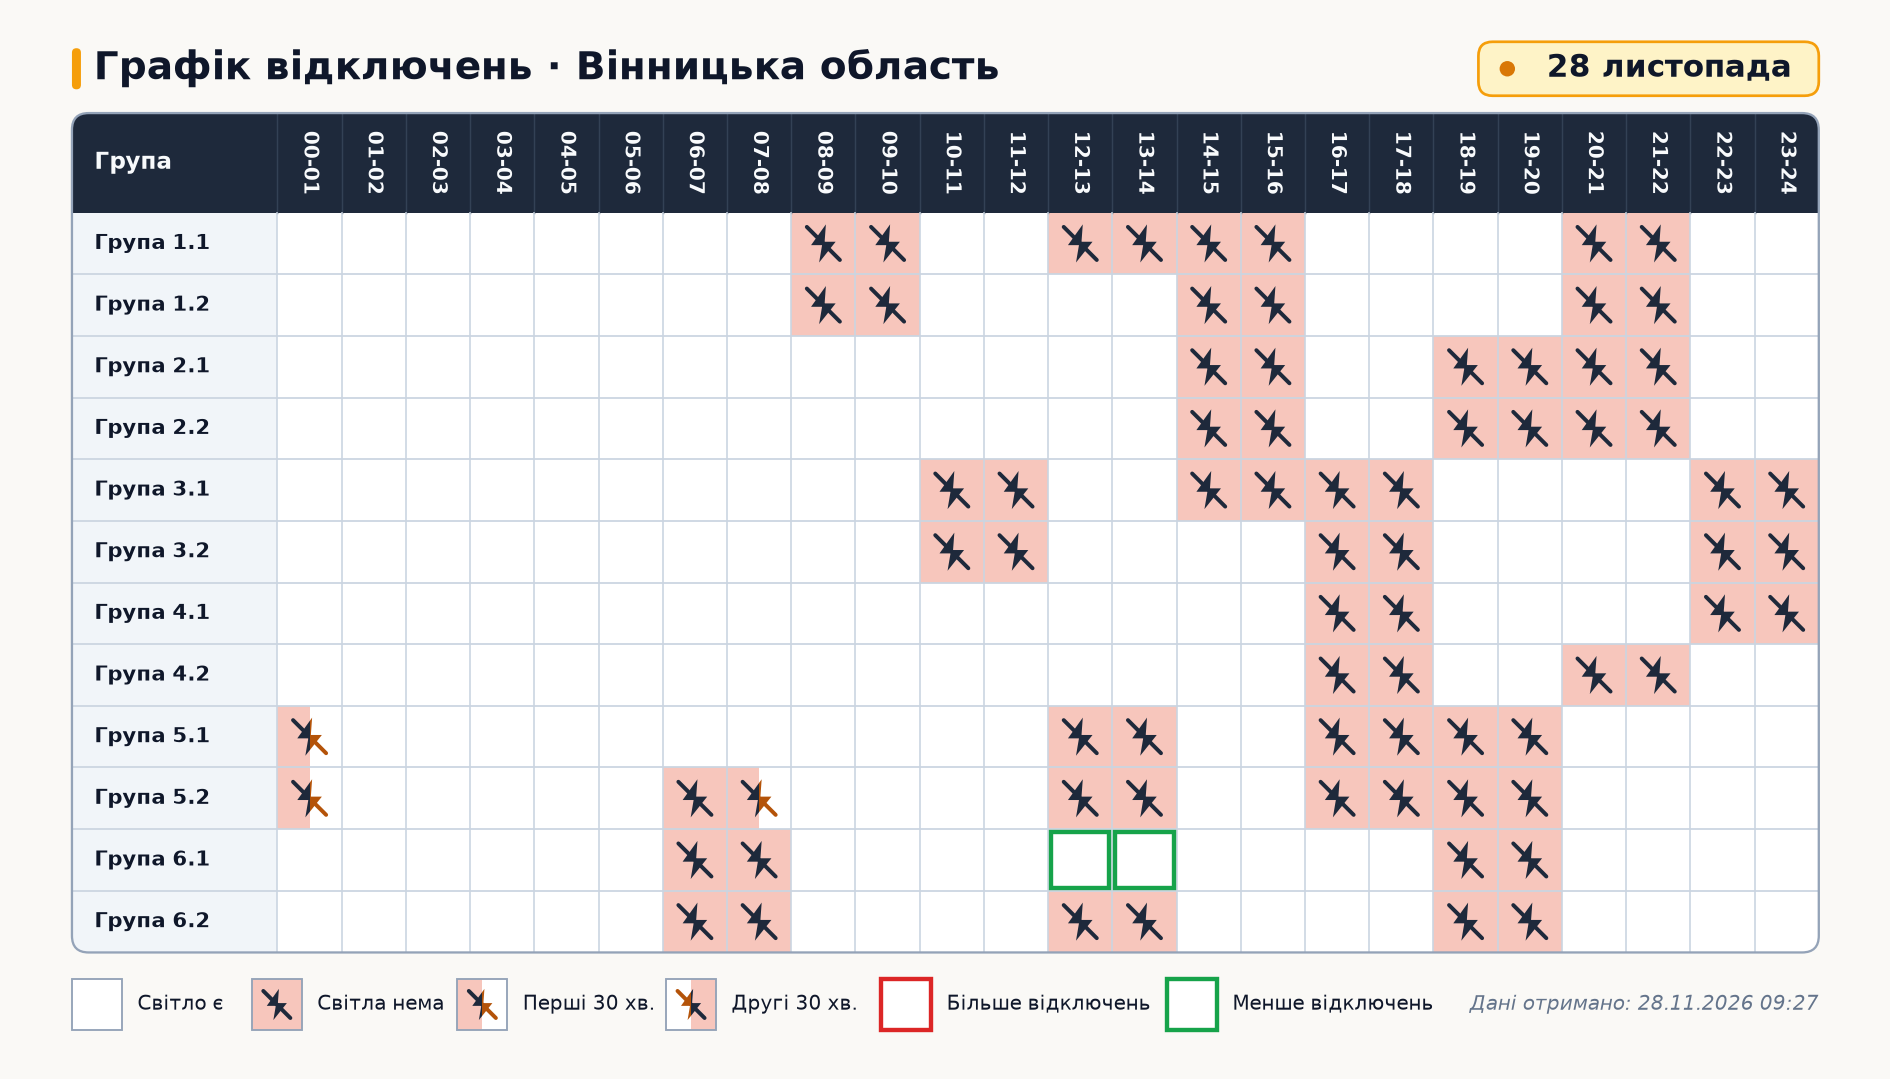 Графік відключень · Вінницька область
28 листопада
Група 00-01 01-02 02-03 03-04 04-05 05-06 06-07 07-08 08-09 09-10 10-11 11-12 12-13 13-14 14-15 15-16 16-17 17-18 18-19 19-20 20-21 21-22 22-23 23-24
Група 1.1
Група 1.2
Група 2.1
Група 2.2
Група 3.1
Група 3.2
Група 4.1
Група 4.2
Група 5.1
Група 5.2
Група 6.1
Група 6.2
Світло є Світла нема Перші 30 хв. Другі 30 хв. Більше відключень Менше відключень Дані отримано: 28.11.2026 09:27